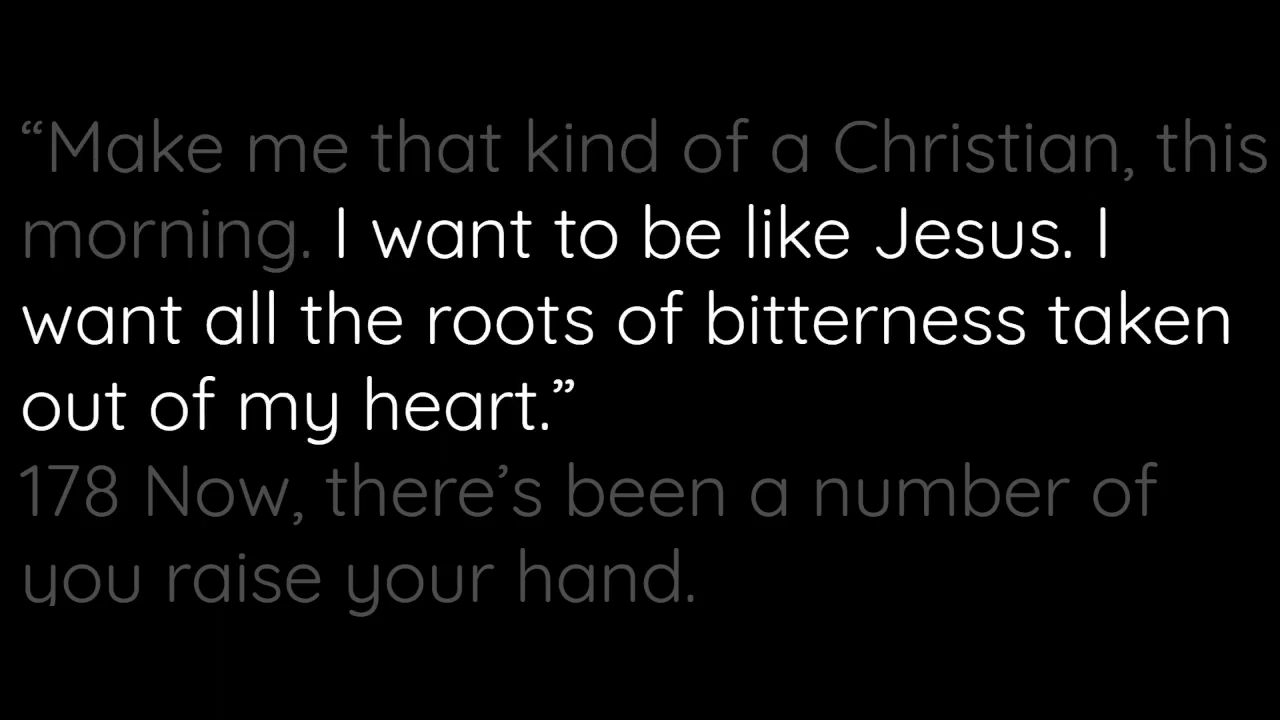 “Make me that kind of a Christian, this
morning. I want to be like Jesus. I
want all the roots of bitterness taken
out of my heart.”
178 Now, there’s been a number of
you raise your hand.